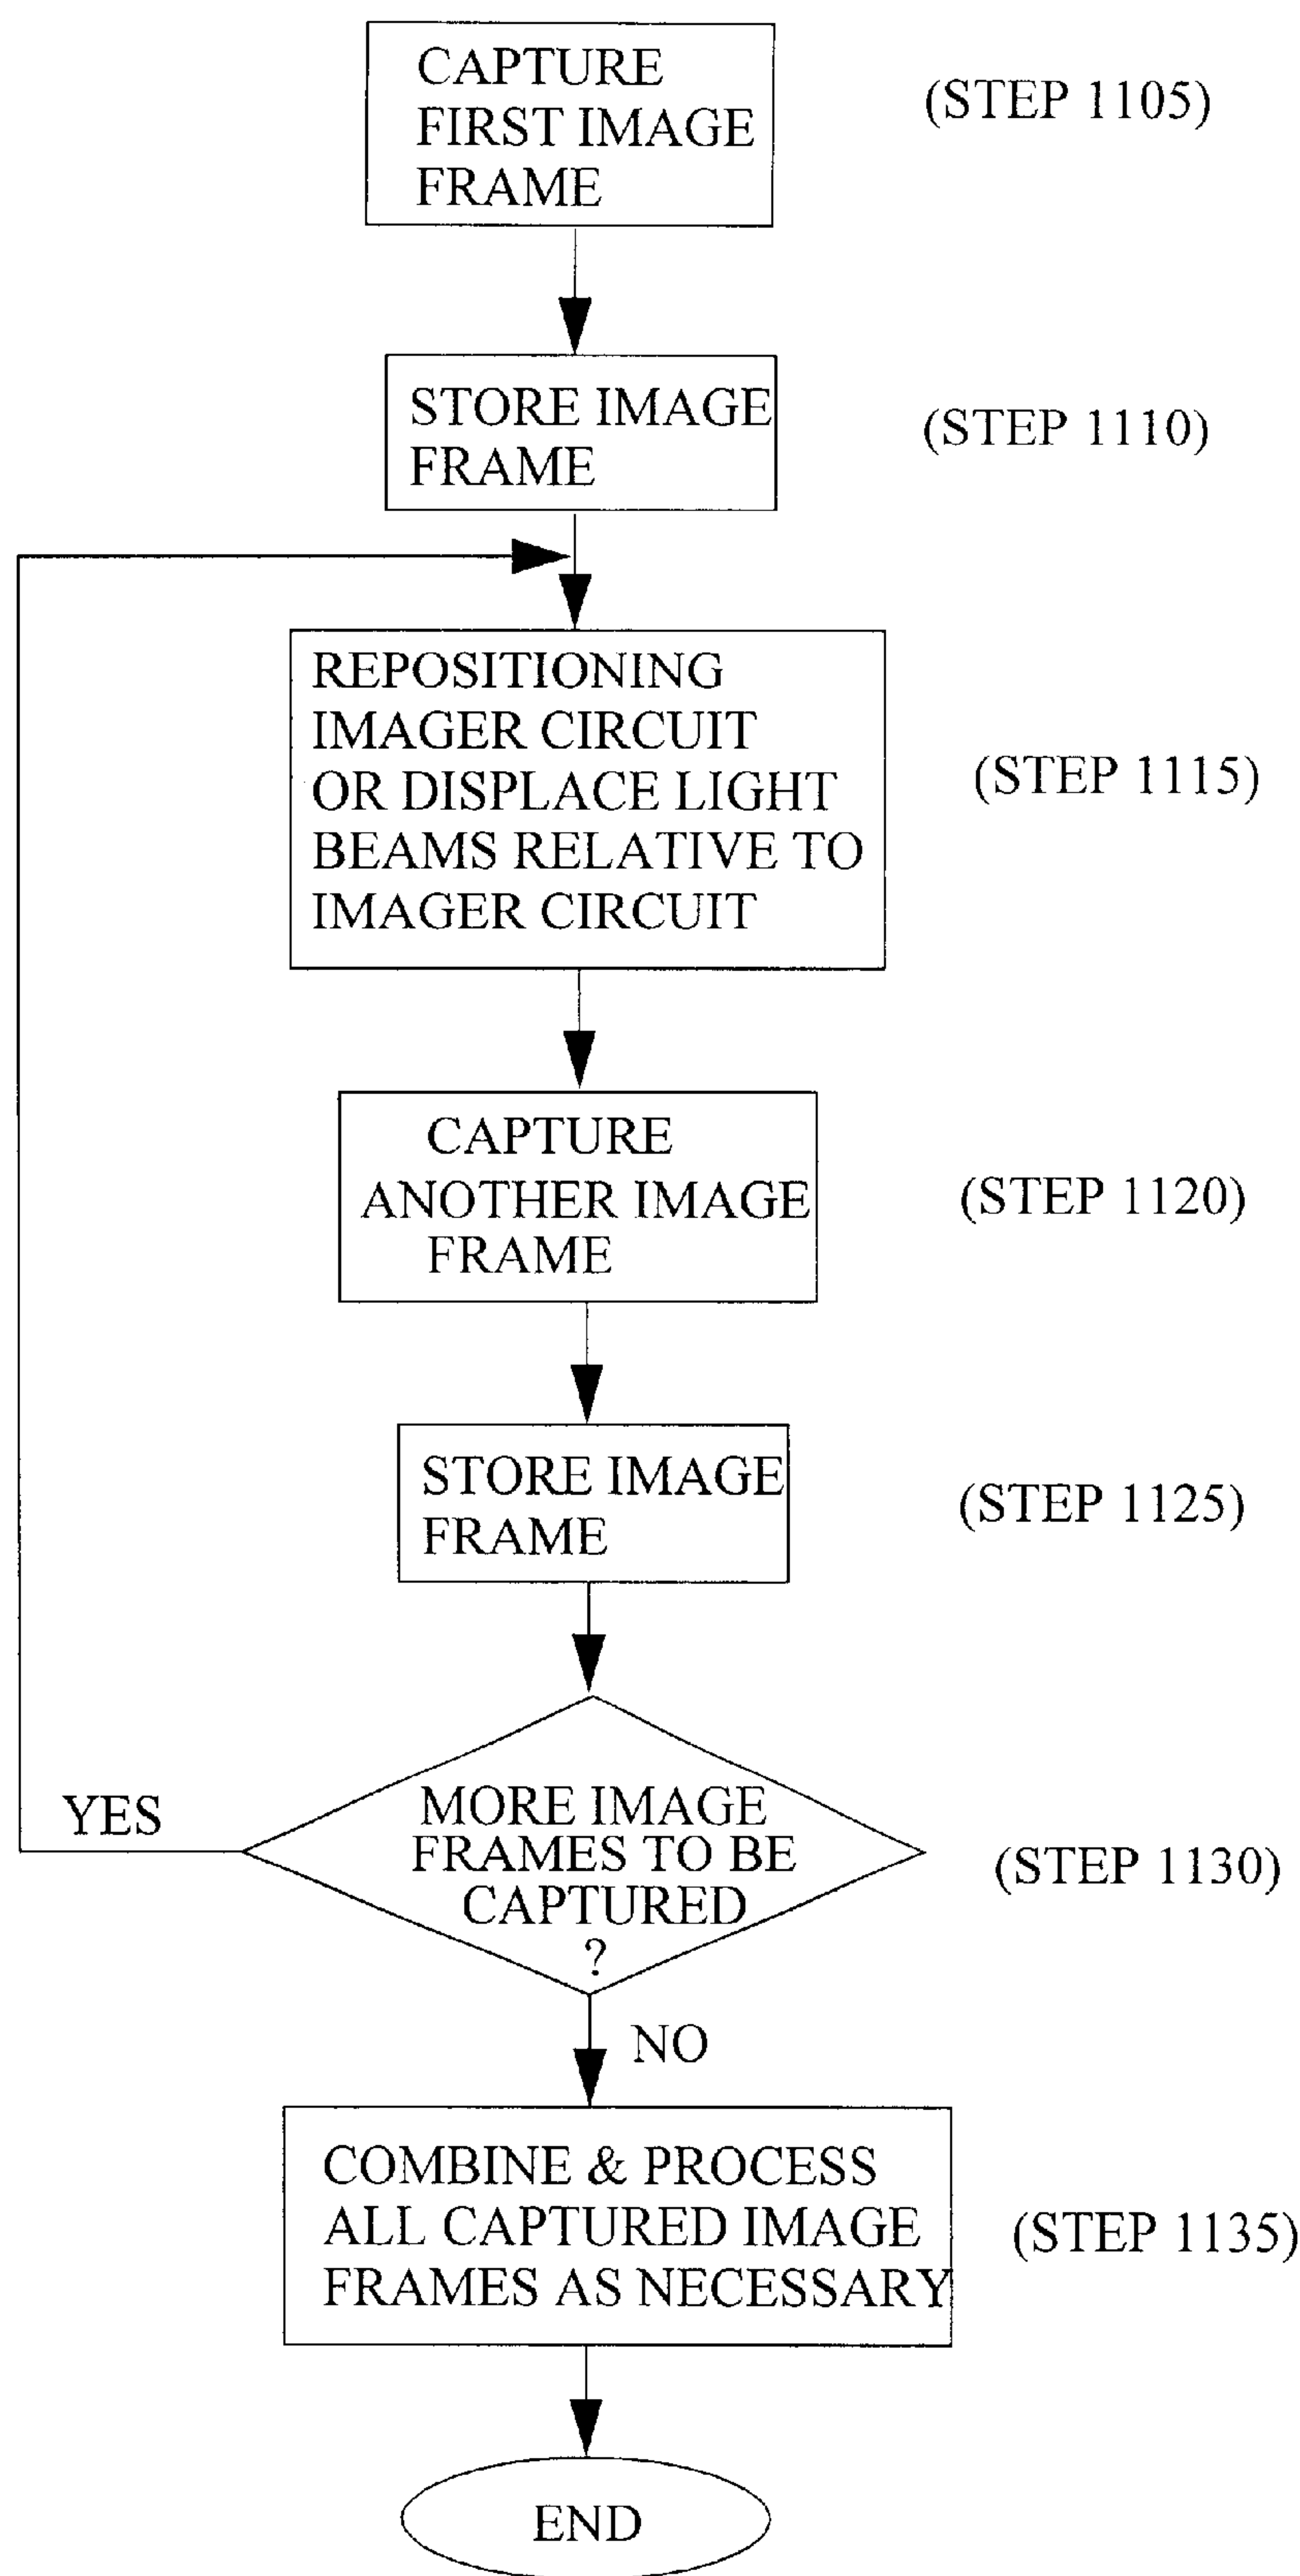 CAPTURE
FIRST IMAGE
FRAME
(STEP 1105)
STORE IMAGE
FRAME
(STEP 1110)
REPOSITIONING
IMAGER CIRCUIT
OR DISPLACE LIGHT
BEAMS RELATIVE TO
IMAGER CIRCUIT
(STEP 1115)
CAPTURE
ANOTHER IMAGE
FRAME
(STEP 1120)
STORE IMAGE
FRAME
(STEP 1125)
YES
MORE IMAGE
FRAMES TO BE
CAPTURED
?
(STEP 1130)
NO
COMBINE & PROCESS
ALL CAPTURED IMAGE
FRAMES AS NECESSARY
(STEP 1135)
END